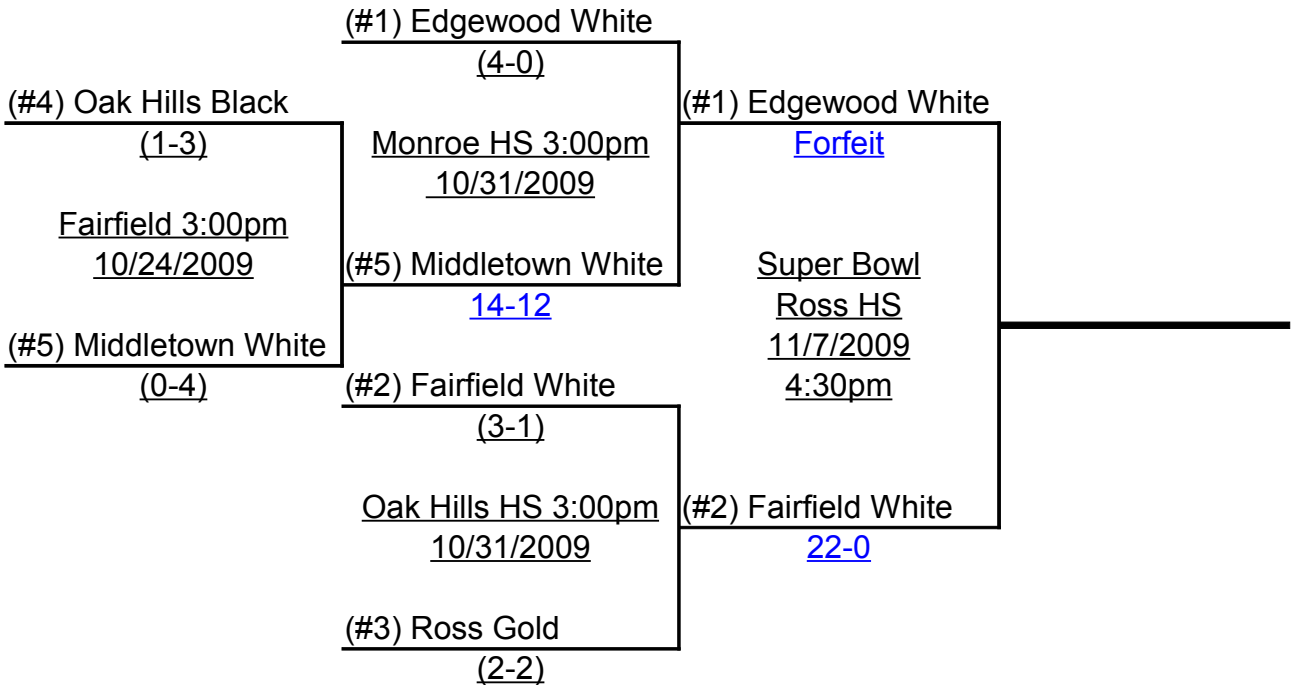 (#1) Edgewood White
(4-0)
(#4) Oak Hills Black
(1-3)
Monroe HS 3:00pm
10/31/2009
(#1) Edgewood White
Forfeit
Fairfield 3:00pm
10/24/2009
(#5) Middletown White
14-12
Super Bowl
Ross HS
11/7/2009
4:30pm
(#5) Middletown White
(0-4)
(#2) Fairfield White
(3-1)
Oak Hills HS 3:00pm
10/31/2009
(#2) Fairfield White
22-0
(#3) Ross Gold
(2-2)